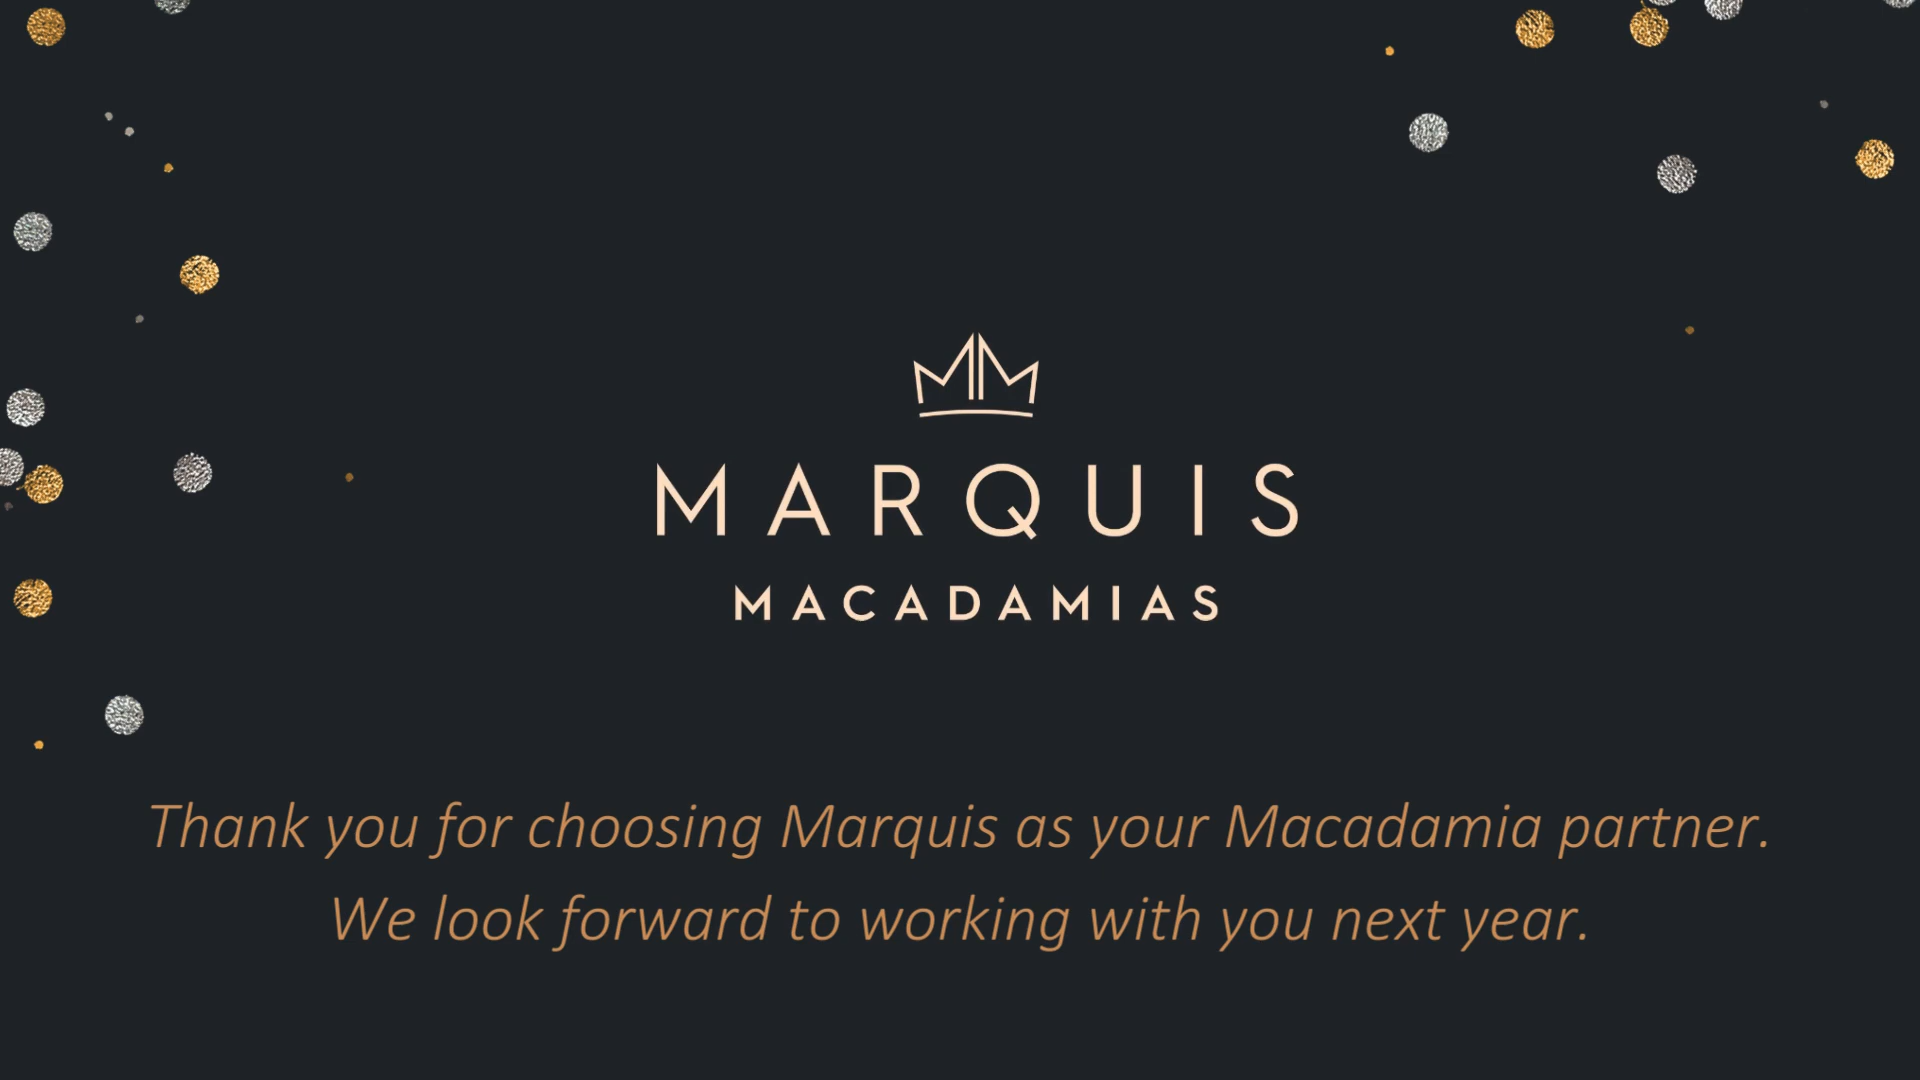 MARQUIS
MACADAMIAS
Thank you for choosing Marquis as your Macadamia partner.
We look forward to working with you next year.